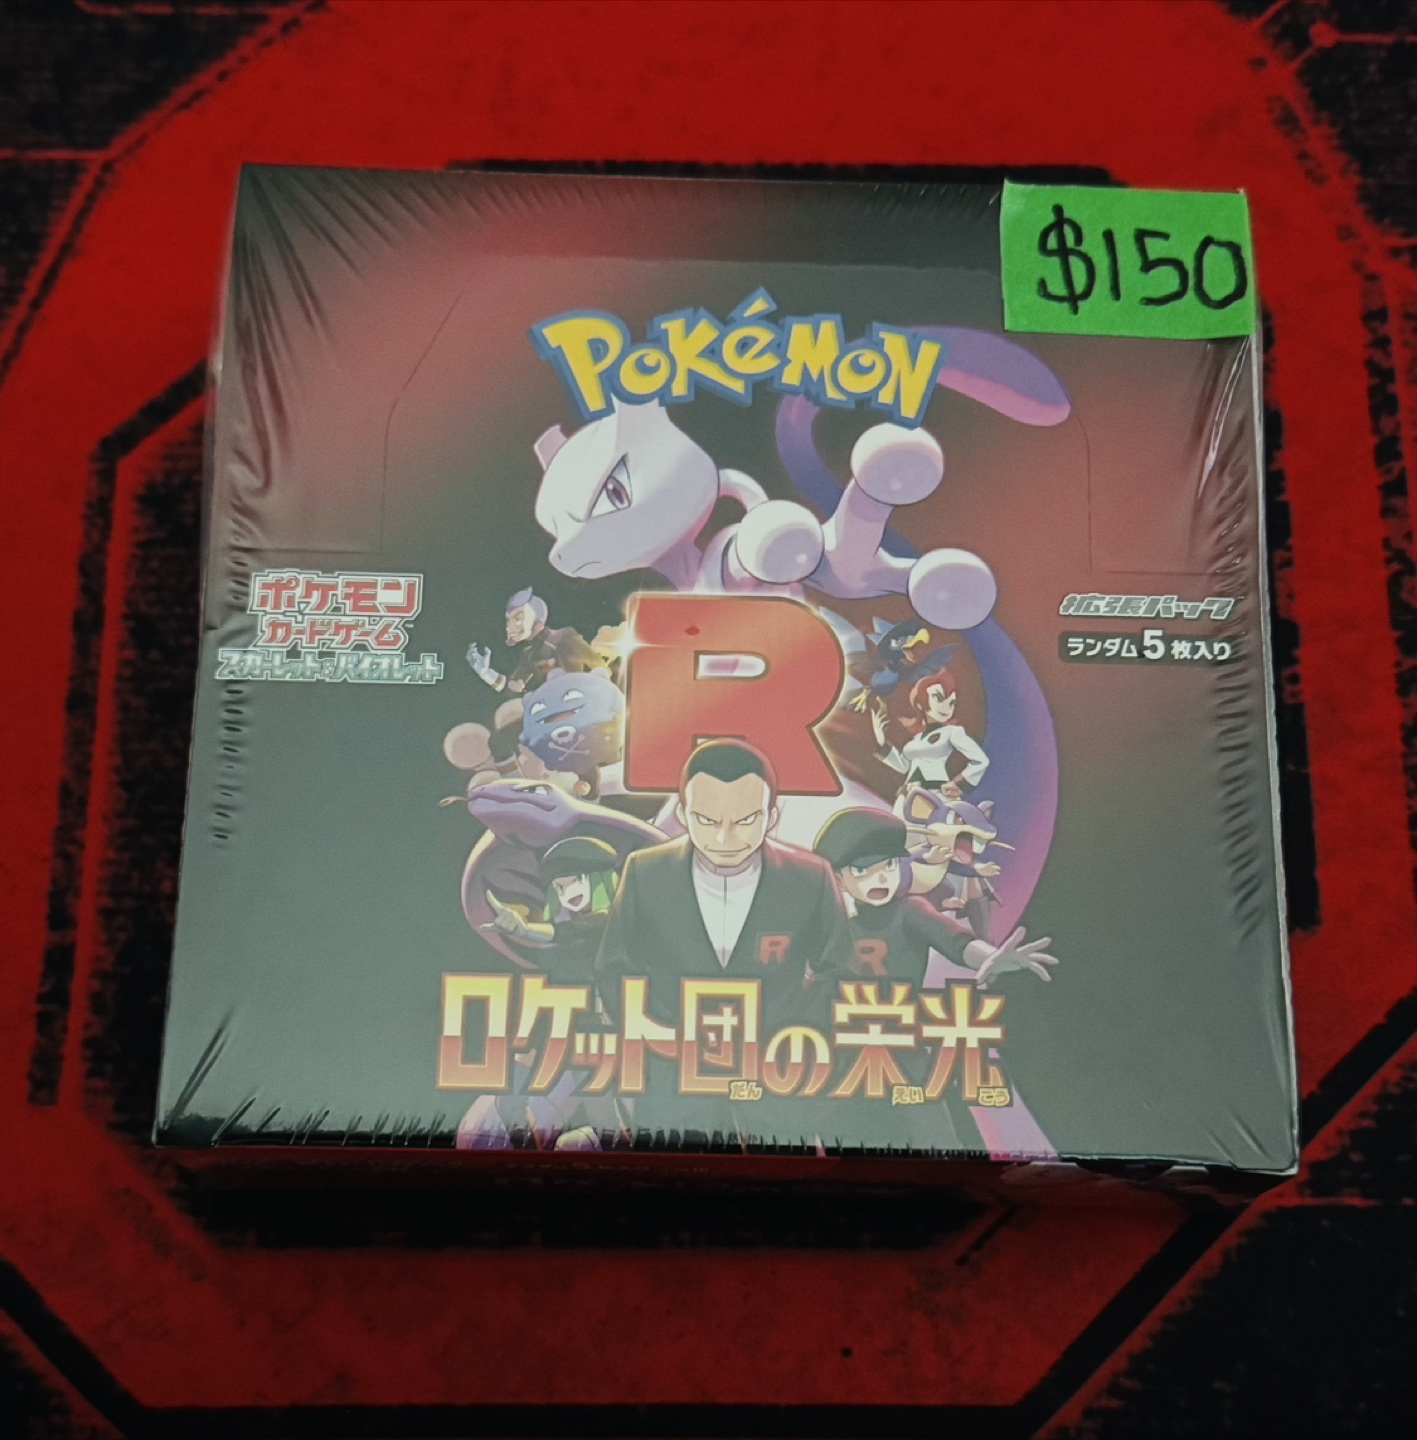 $150
POKéMON
ポケモン
カードゲーム
スカーレット&バイオレット
拡張パック
ランダム5枚入り
R
R
R
ロケット団の栄光
だん えいこう